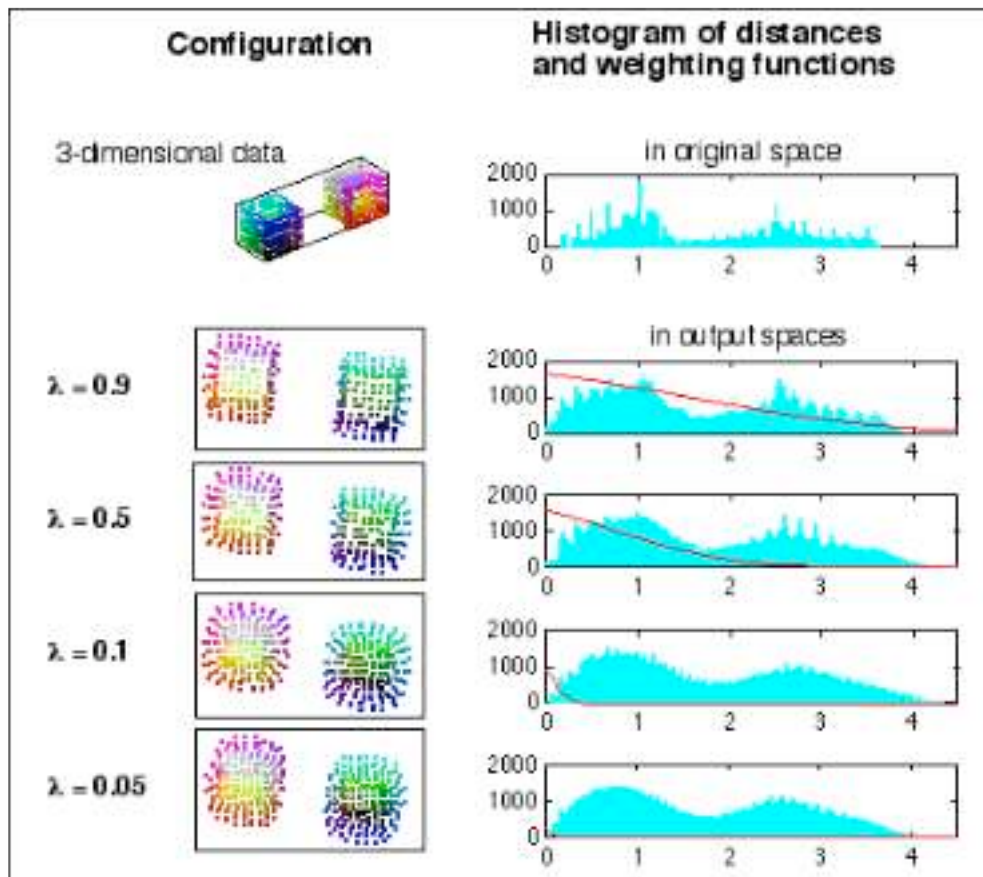 Configuration
Histogram of distances
and weighting functions
3-dimensional data
in original space
2000
1000
0
0 1 2 3 4
in output spaces
λ = 0.9
2000
1000
0
0 1 2 3 4
λ = 0.5
2000
1000
0
0 1 2 3 4
λ = 0.1
2000
1000
0
0 1 2 3 4
λ = 0.05
2000
1000
0
0 1 2 3 4